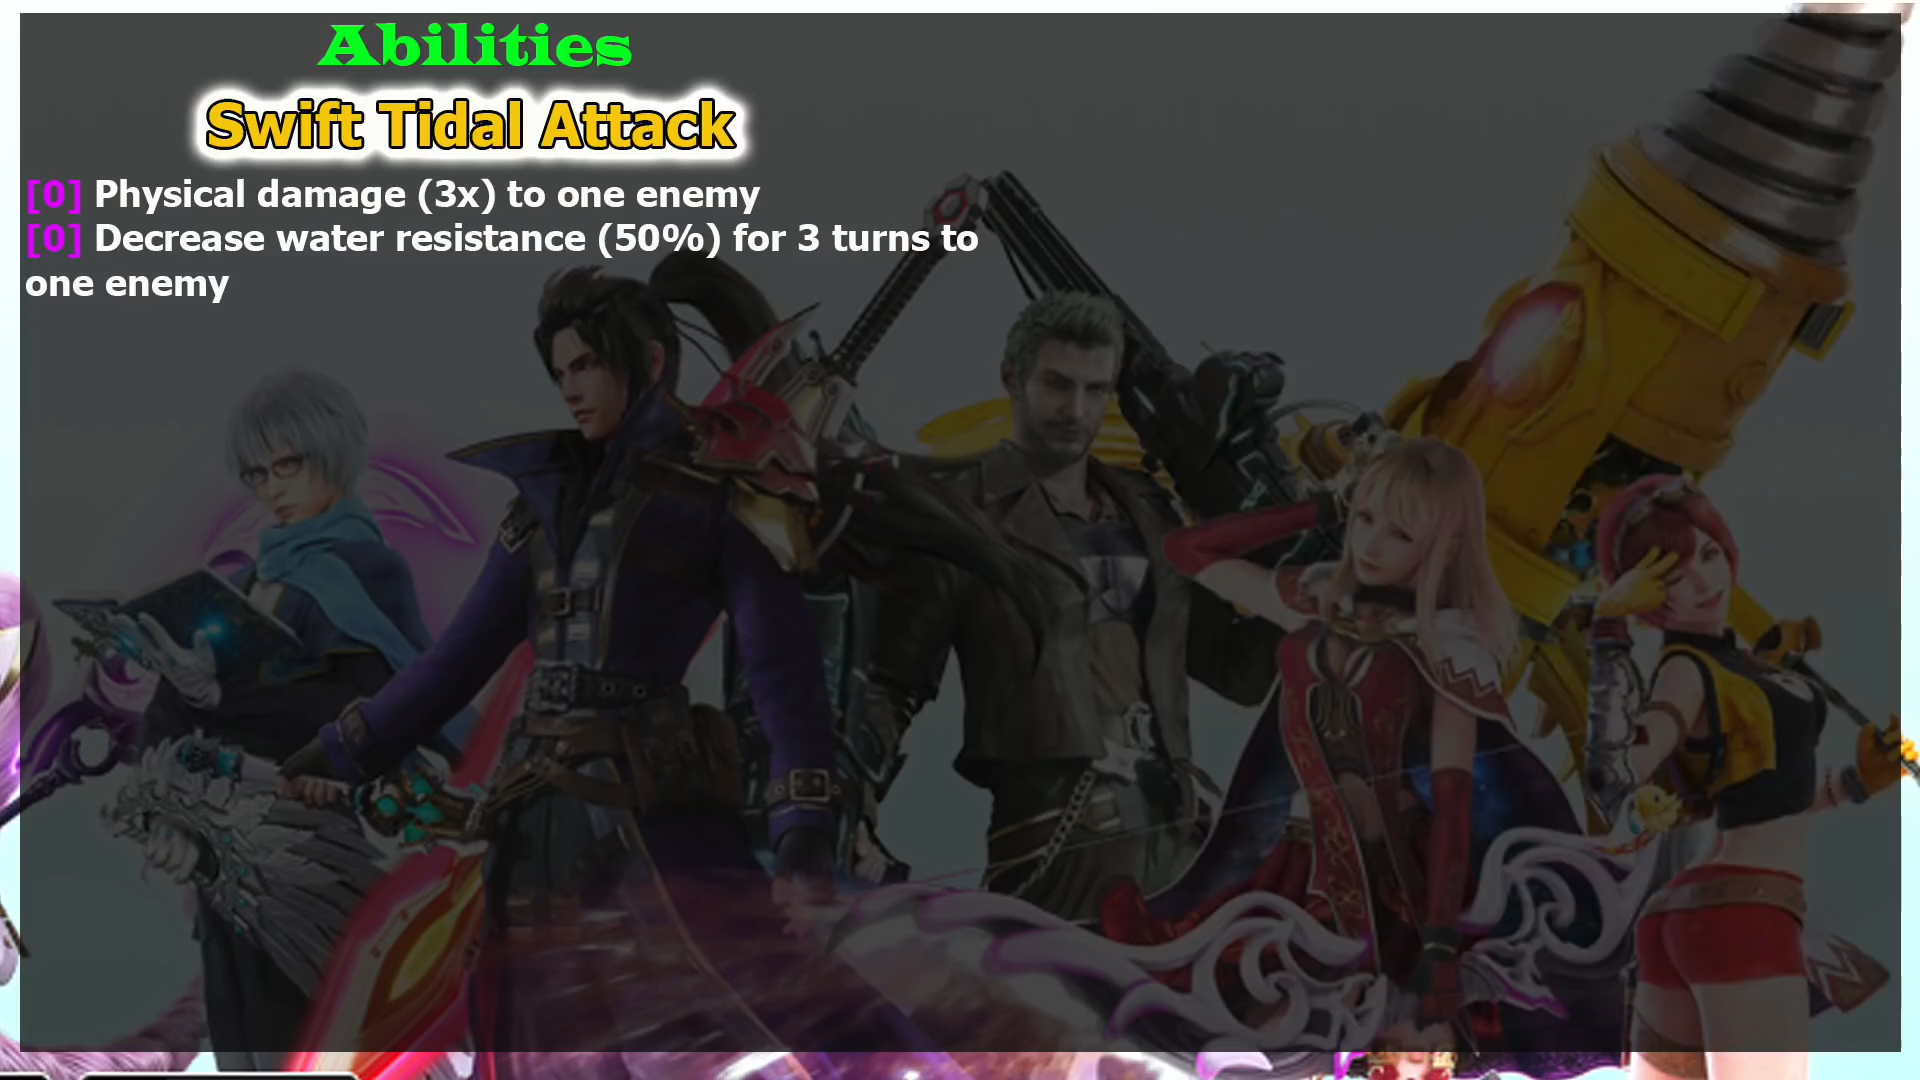 Abilities
Swift Tidal Attack
[0] Physical damage (3x) to one enemy
[0] Decrease water resistance (50%) for 3 turns to
one enemy